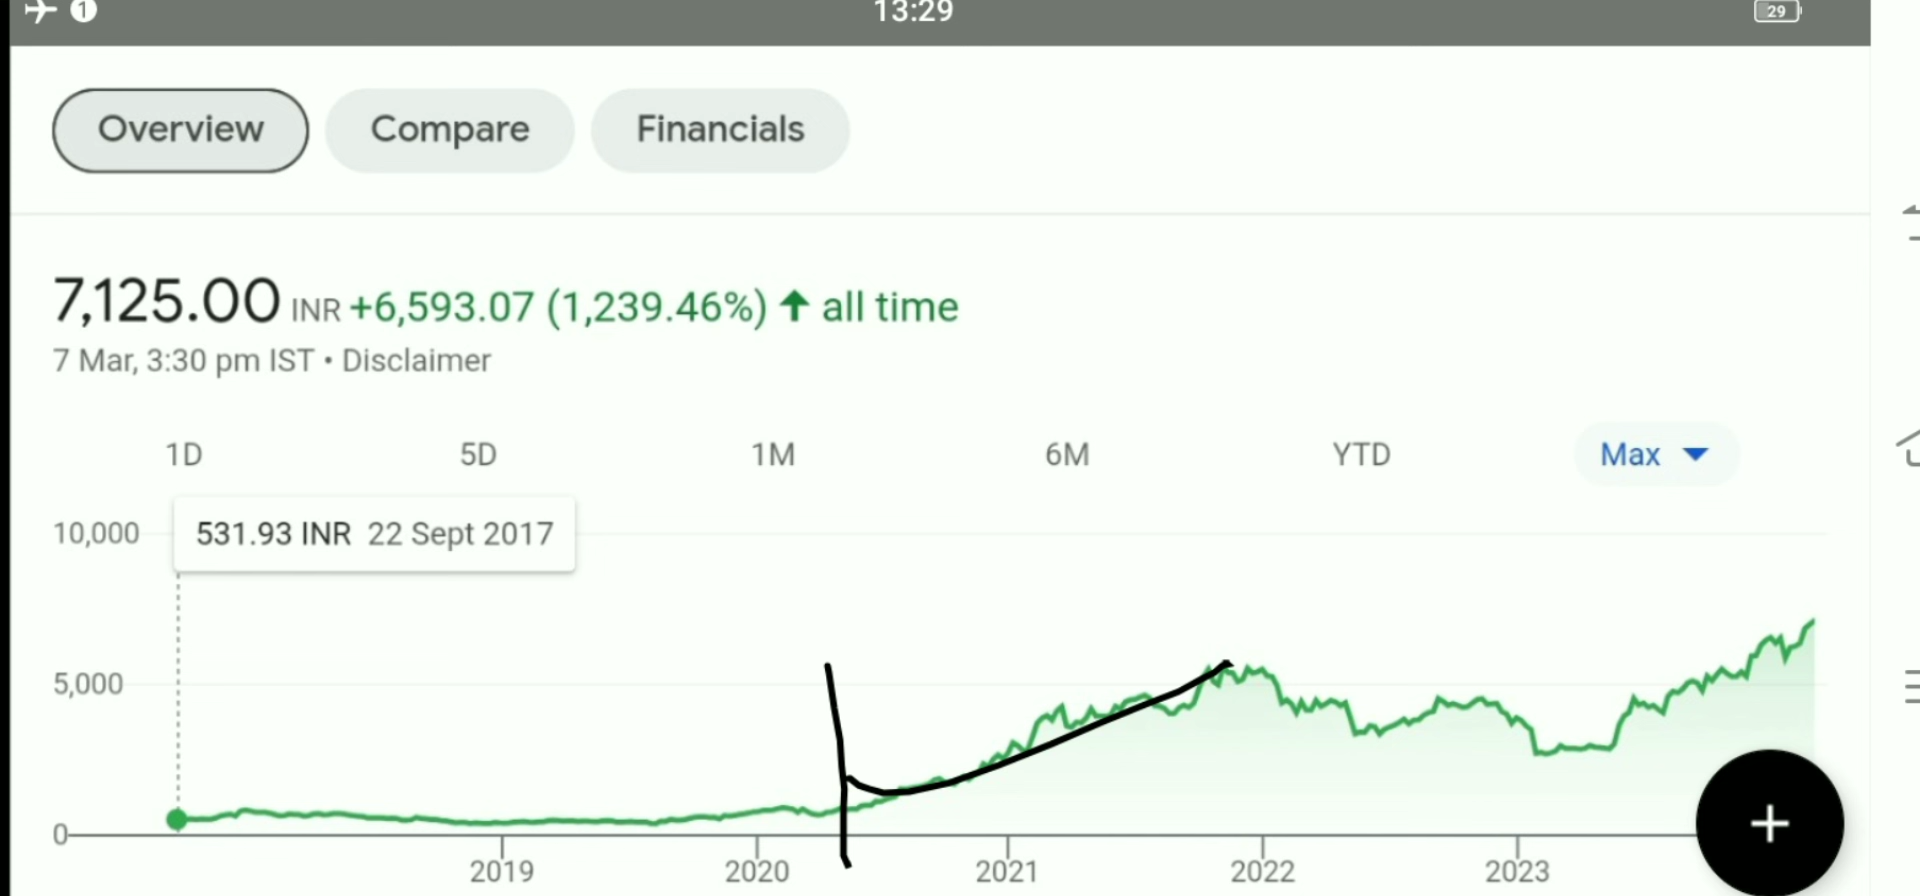 1 13:29 29
Overview Compare Financials
7,125.00 INR +6,593.07 (1,239.46%) ↑ all time
7 Mar, 3:30 pm IST • Disclaimer
1D 5D 1M 6M YTD Max
10,000 531.93 INR 22 Sept 2017
5,000
0
2019 2020 2021 2022 2023
+